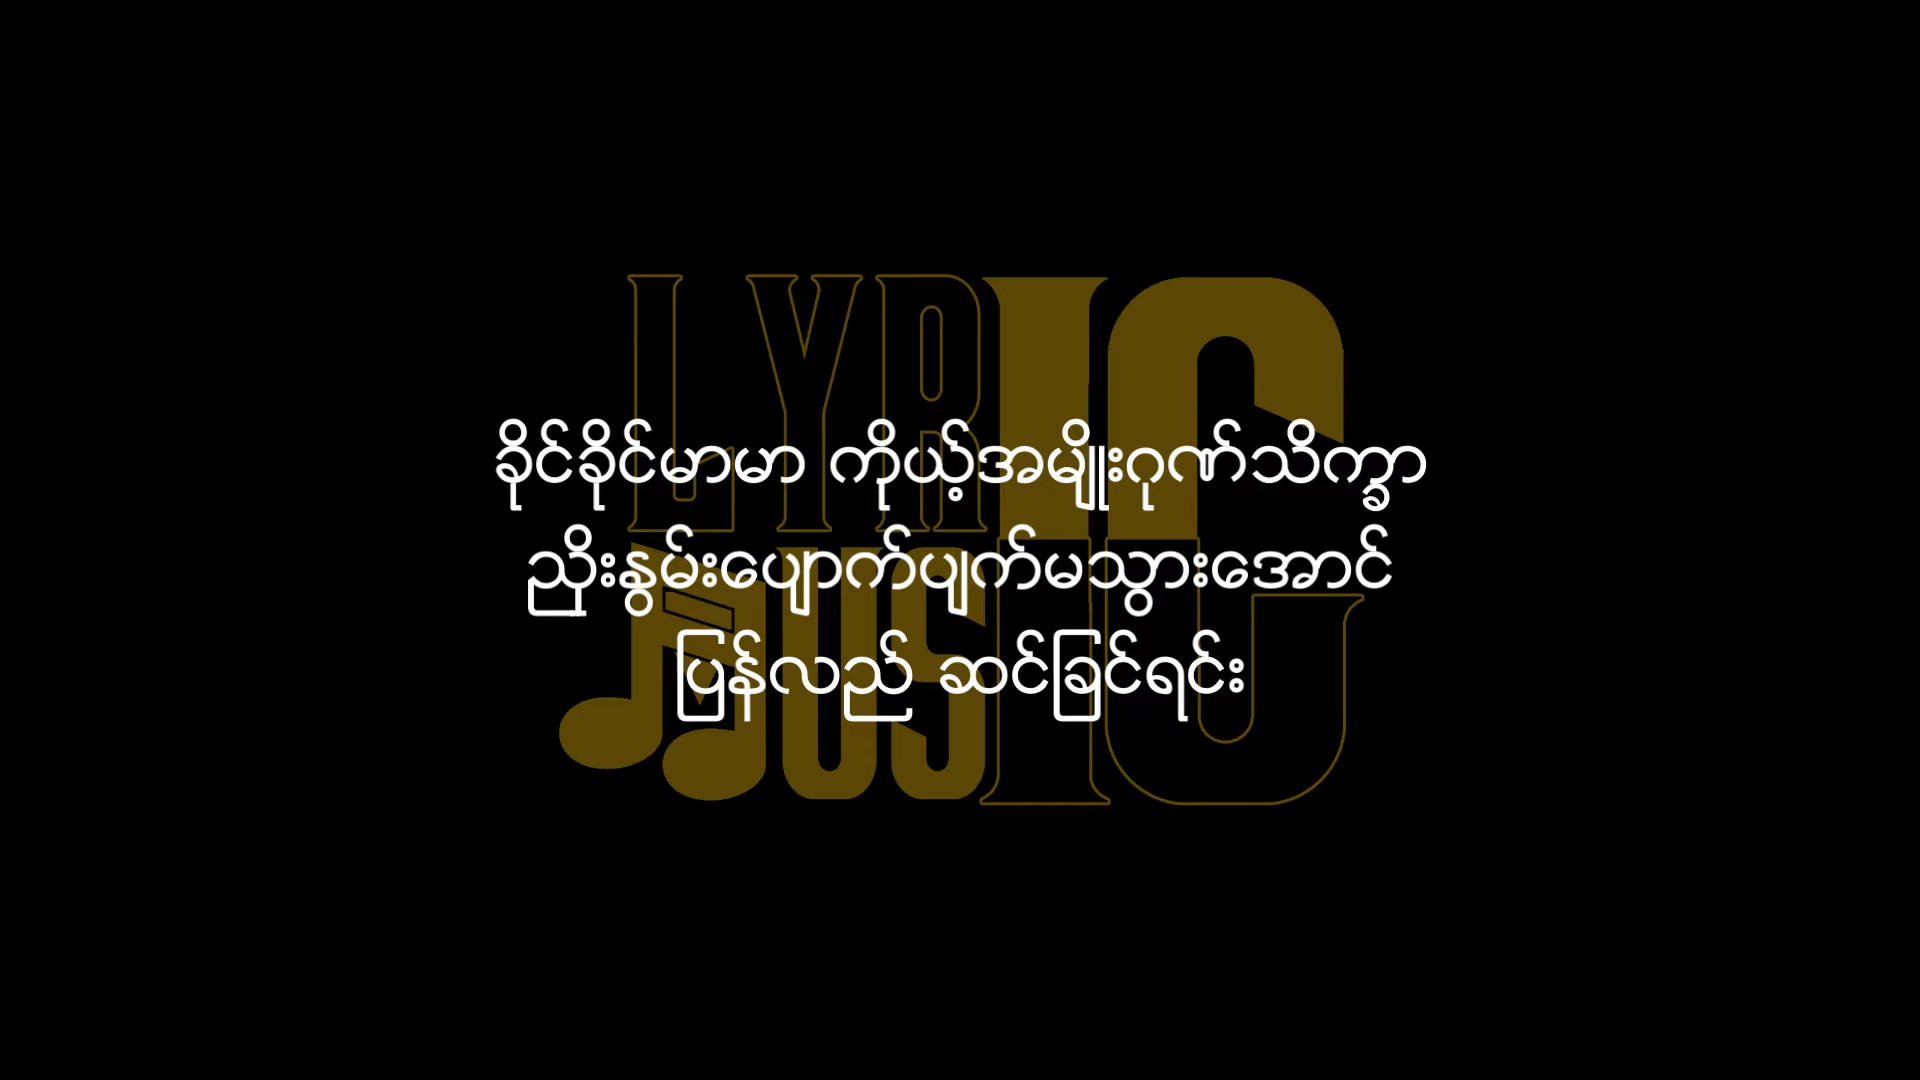 LYRIC
MUSIC
ခိုင်ခိုင်မာမာ ကိုယ့်အမျိုးဂုဏ်သိက္ခာ
ညှိုးနွမ်းပျောက်ပျက်မသွားအောင်
ပြန်လည် ဆင်ခြင်ရင်း